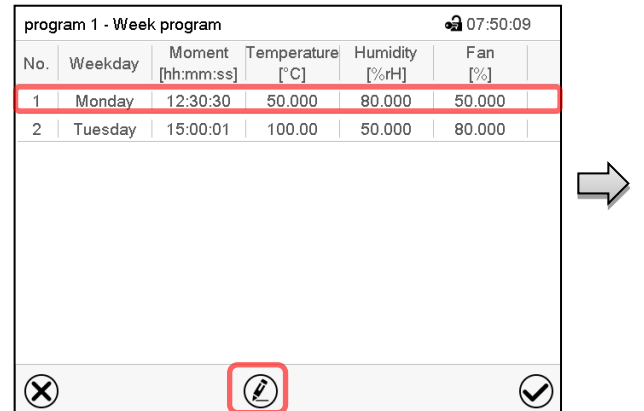 program 1 - Week program 07:50:09
No. Weekday Moment [hh:mm:ss] Temperature [°C] Humidity [%rH] Fan [%]
1 Monday 12:30:30 50.000 80.000 50.000
2 Tuesday 15:00:01 100.00 50.000 80.000